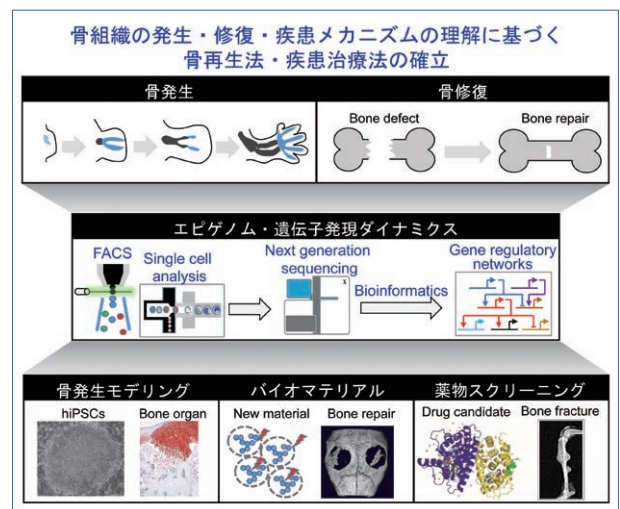 骨組織の発生・修復・疾患メカニズムの理解に基づく
骨再生法・疾患治療法の確立
骨発生
骨修復
Bone defect
Bone repair
エピゲノム・遺伝子発現ダイナミクス
FACS
Single cell
analysis
Next generation
sequencing
x
Bioinformatics
Gene regulatory
networks
骨発生モデリング
hiPSCs
Bone organ
バイオマテリアル
New material
Bone repair
薬物スクリーニング
Drug candidate
Bone fracture